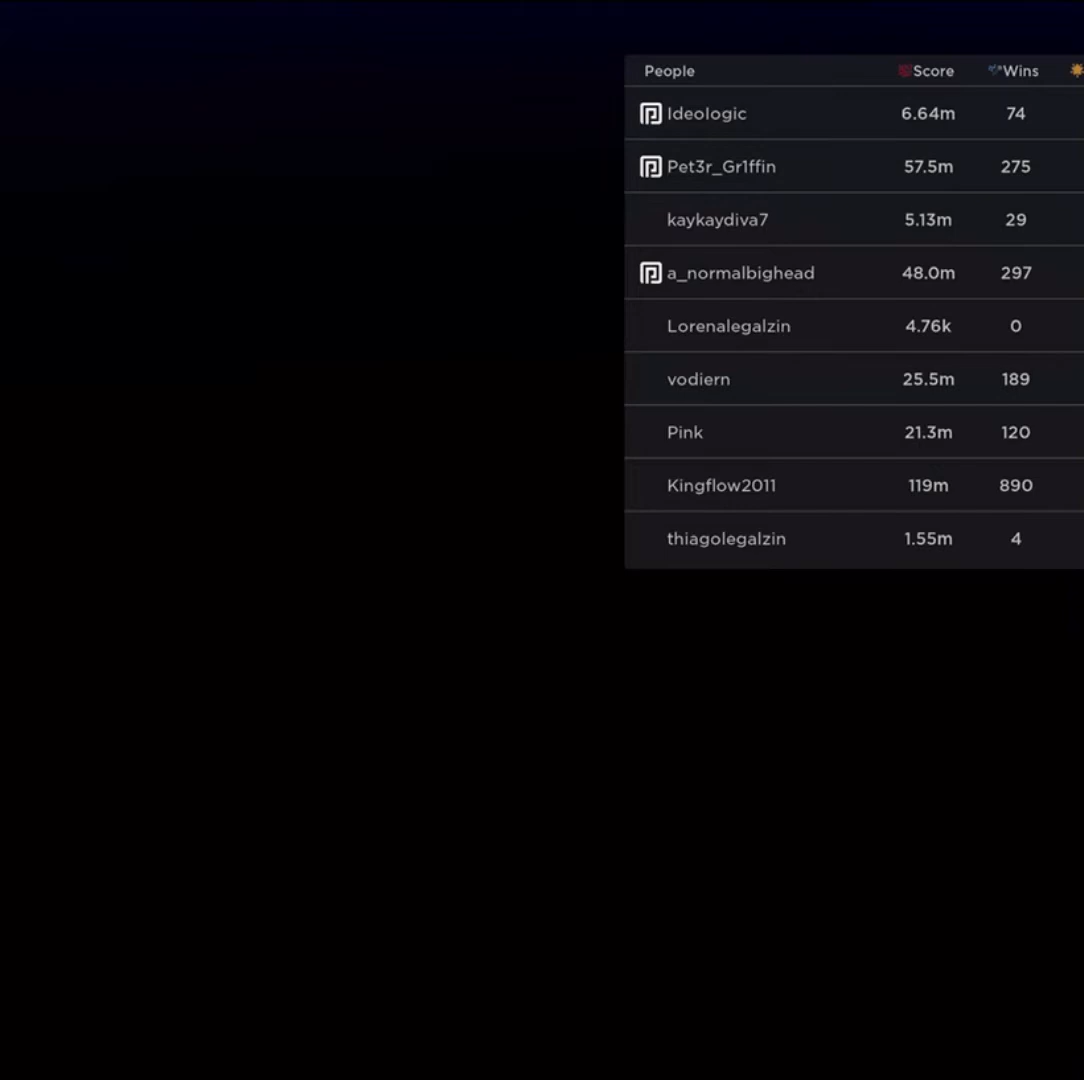 People Score Wins
Ideologic 6.64m 74
Pet3r_Gr1ffin 57.5m 275
kaykaydiva7 5.13m 29
a_normalbighead 48.0m 297
Lorenalegalzin 4.76k 0
vodiern 25.5m 189
Pink 21.3m 120
Kingflow2011 119m 890
thiagolegalzin 1.55m 4